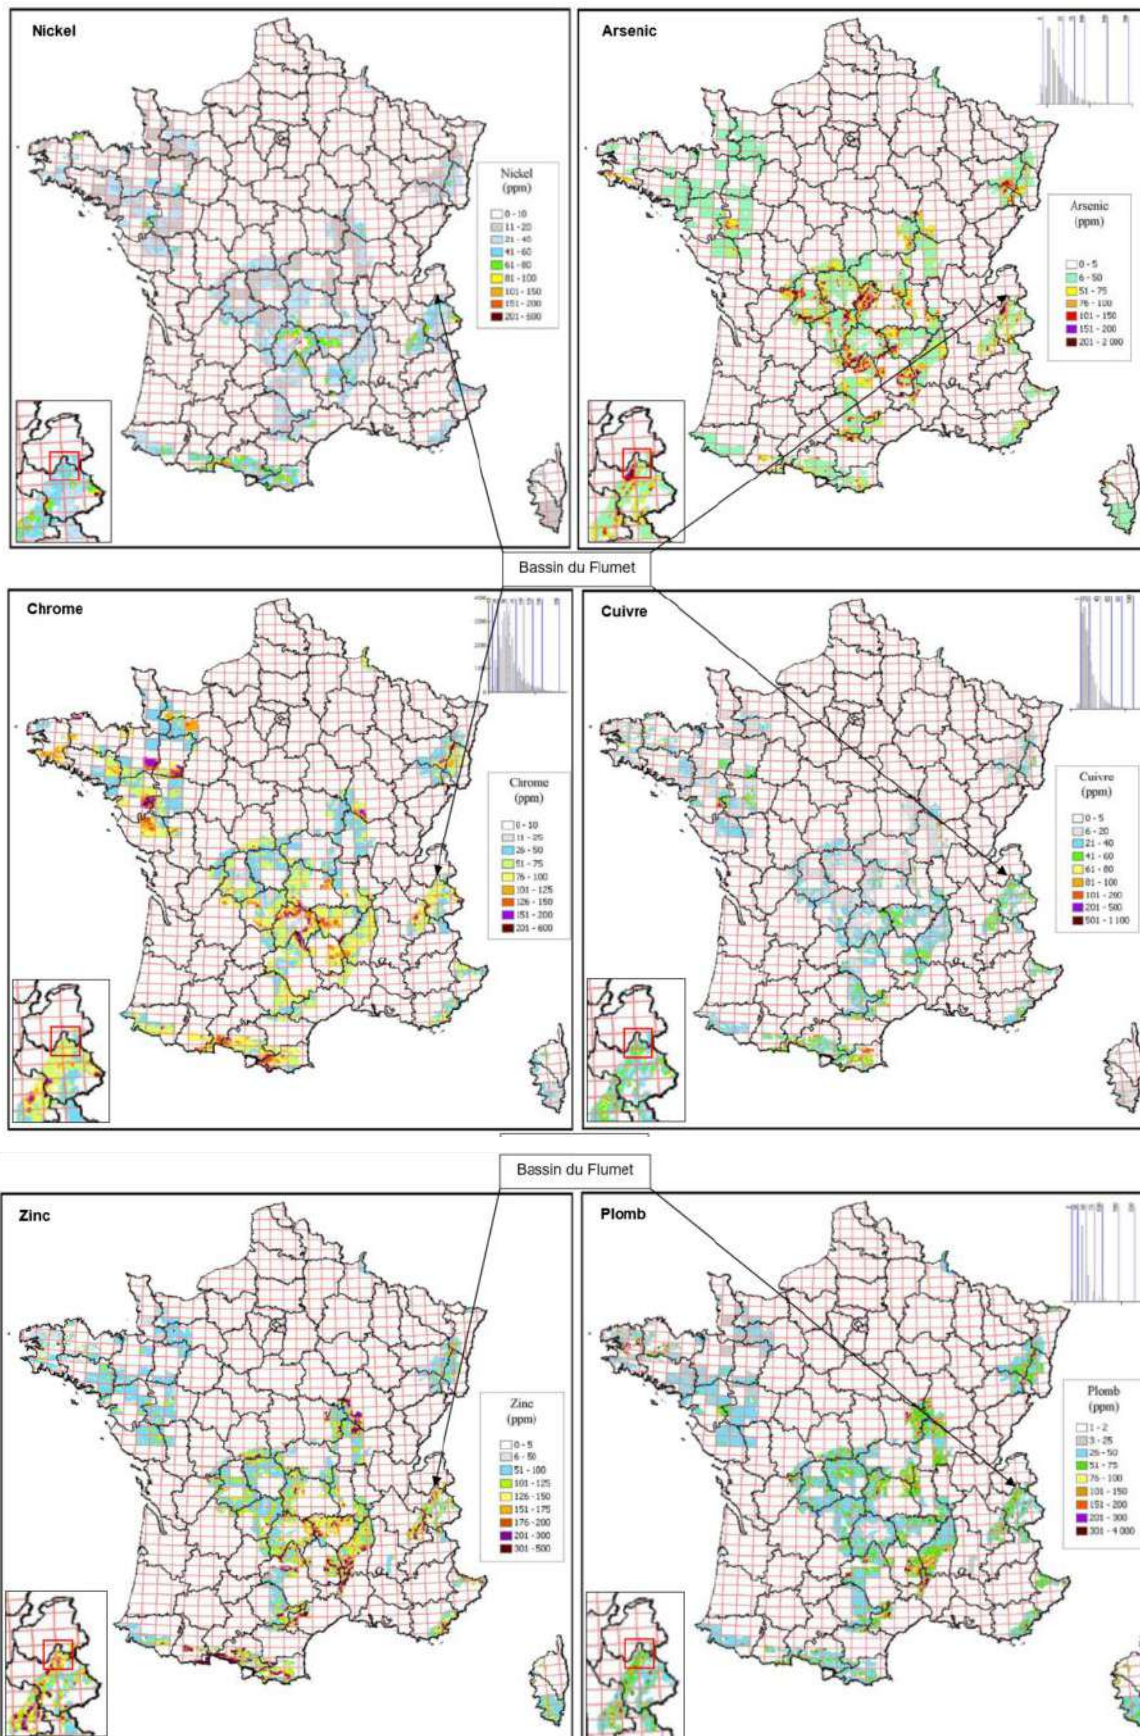 Nickel
Nickel
(ppm)
0 - 10
11 - 20
21 - 40
41 - 60
61 - 80
81 - 100
101 - 150
151 - 200
201 - 600
Arsenic
Arsenic
(ppm)
0 - 5
6 - 50
51 - 75
76 - 100
101 - 150
151 - 200
201 - 2 000
Bassin du Flumet
Chrome
Chrome
(ppm)
0 - 10
11 - 25
26 - 50
51 - 75
76 - 100
101 - 125
126 - 150
151 - 200
201 - 600
Cuivre
Cuivre
(ppm)
0 - 5
6 - 20
21 - 40
41 - 60
61 - 80
81 - 100
101 - 200
201 - 500
501 - 1 100
Bassin du Flumet
Zinc
Zinc
(ppm)
0 - 5
6 - 50
51 - 100
101 - 125
126 - 150
151 - 175
176 - 200
201 - 300
301 - 500
Plomb
Plomb
(ppm)
1 - 2
3 - 25
26 - 50
51 - 75
76 - 100
101 - 150
151 - 200
201 - 300
301 - 4 000